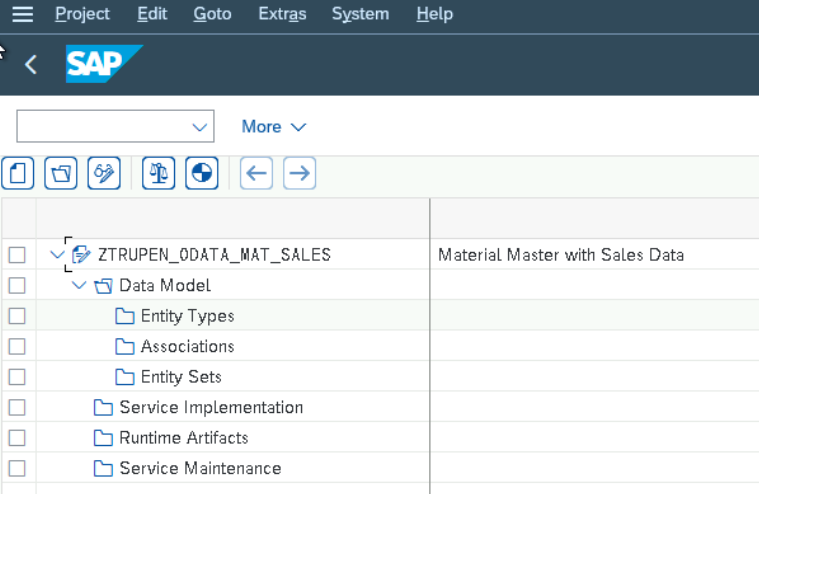 Project Edit Goto Extras System Help
SAP
More
ZTRUPEN_ODATA_MAT_SALES Material Master with Sales Data
Data Model
Entity Types
Associations
Entity Sets
Service Implementation
Runtime Artifacts
Service Maintenance